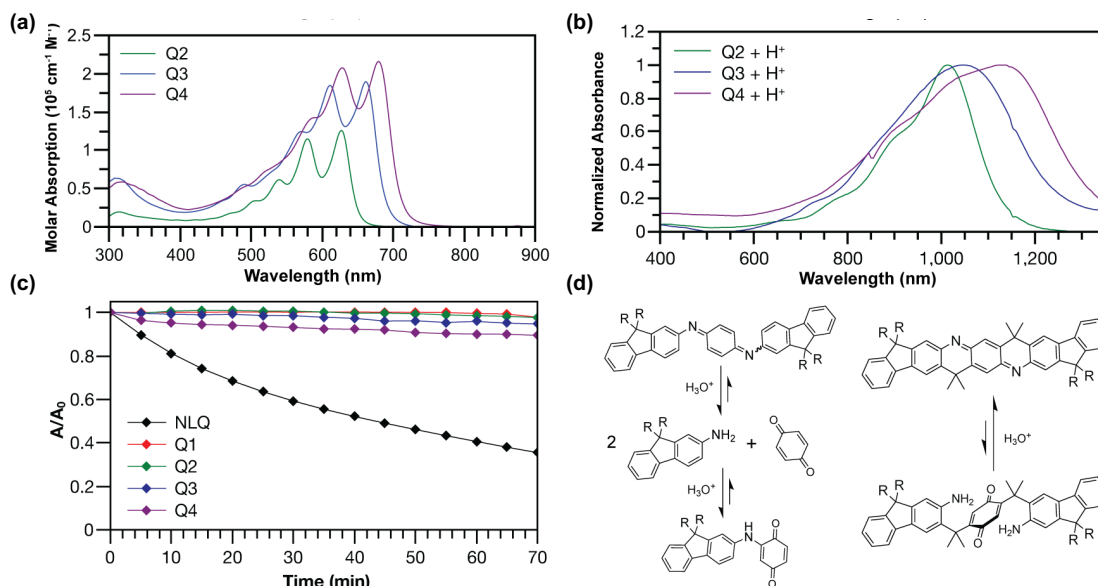 (a)
Molar Absorption (10⁵ cm⁻¹ M⁻¹)
2.5
2
1.5
1
0.5
0
Q2
Q3
Q4
300 400 500 600 700 800 900
Wavelength (nm)
(b)
Normalized Absorbance
1.2
1
0.8
0.6
0.4
0.2
0
Q2 + H⁺
Q3 + H⁺
Q4 + H⁺
400 600 800 1,000 1,200
Wavelength (nm)
(c)
A/A₀
1
0.8
0.6
0.4
0.2
0
NLQ
Q1
Q2
Q3
Q4
0 10 20 30 40 50 60 70
Time (min)
(d)
R R
N
N
R R
H₃O⁺
2
R R
NH₂
+
O
O
H₃O⁺
R R
H
N
O
O
R R
N
N
R R
H₃O⁺
R R
NH₂
O
O
H₂N
R R